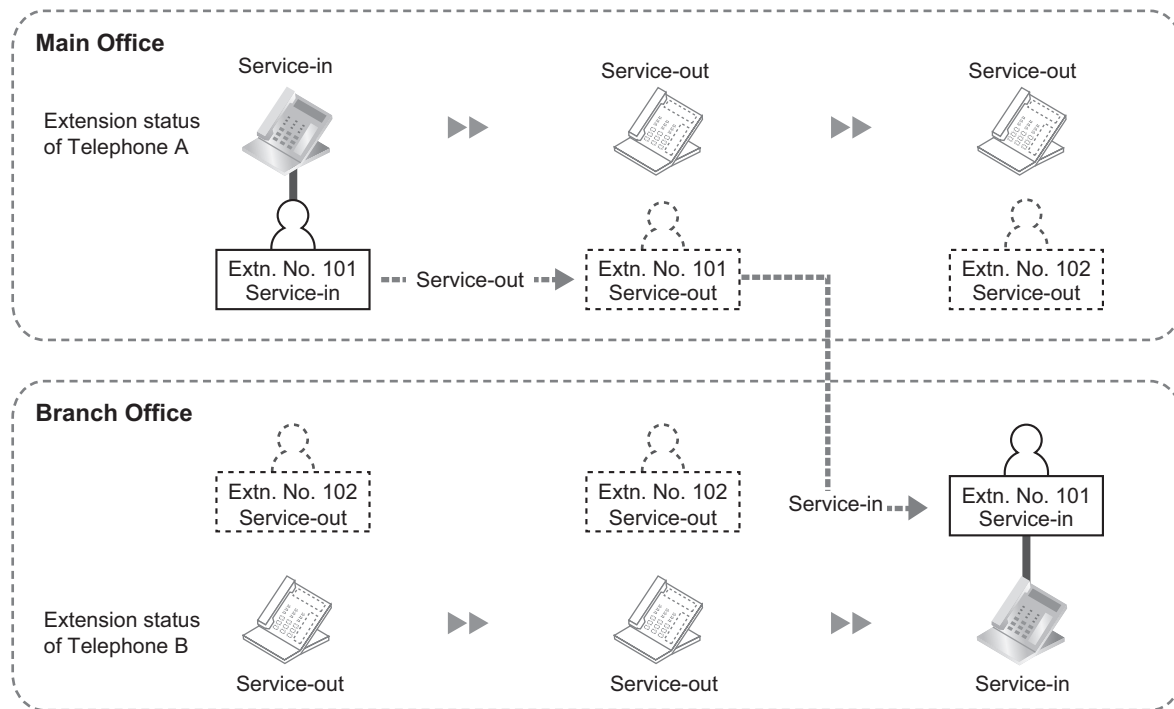 Main Office
Service-in
Service-out
Service-out
Extension status
of Telephone A
Extn. No. 101
Service-in
Service-out
Extn. No. 101
Service-out
Extn. No. 102
Service-out
Branch Office
Extn. No. 102
Service-out
Extn. No. 102
Service-out
Service-in
Extn. No. 101
Service-in
Extension status
of Telephone B
Service-out
Service-out
Service-in